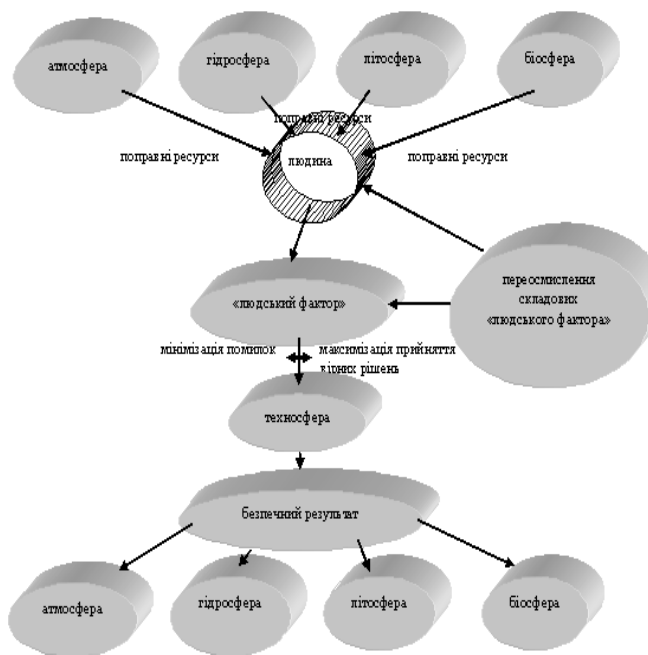 атмосфера
гідросфера
літосфера
біосфера
поправні ресурси
людина
поправні ресурси
поправні ресурси
переосмислення
складових
«людського фактора»
«людський фактор»
мінімізація помилок
максимізація прийняття
вірних рішень
техносфера
безпечний результат
атмосфера
гідросфера
літосфера
біосфера